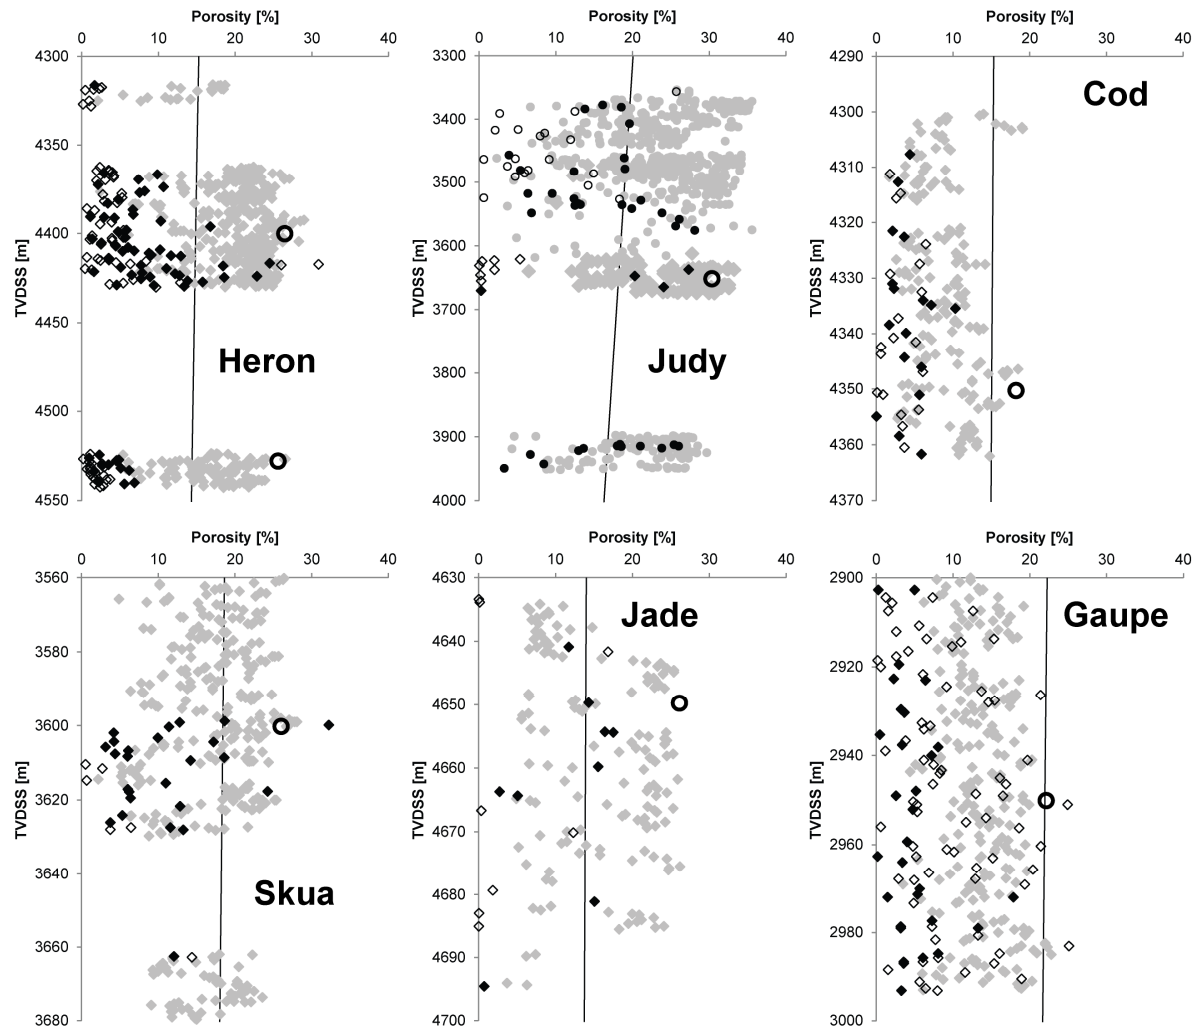 Porosity [%]
0 10 20 30 40
4300
4350
4400
4450
4500
4550
TVDSS [m]
Heron
Porosity [%]
0 10 20 30 40
3300
3400
3500
3600
3700
3800
3900
4000
TVDSS [m]
Judy
Porosity [%]
0 10 20 30 40
4290
4300
4310
4320
4330
4340
4350
4360
4370
TVDSS [m]
Cod
Porosity [%]
0 10 20 30 40
3560
3580
3600
3620
3640
3660
3680
TVDSS [m]
Skua
Porosity [%]
0 10 20 30 40
4630
4640
4650
4660
4670
4680
4690
4700
TVDSS [m]
Jade
Porosity [%]
0 10 20 30 40
2900
2920
2940
2960
2980
3000
TVDSS [m]
Gaupe